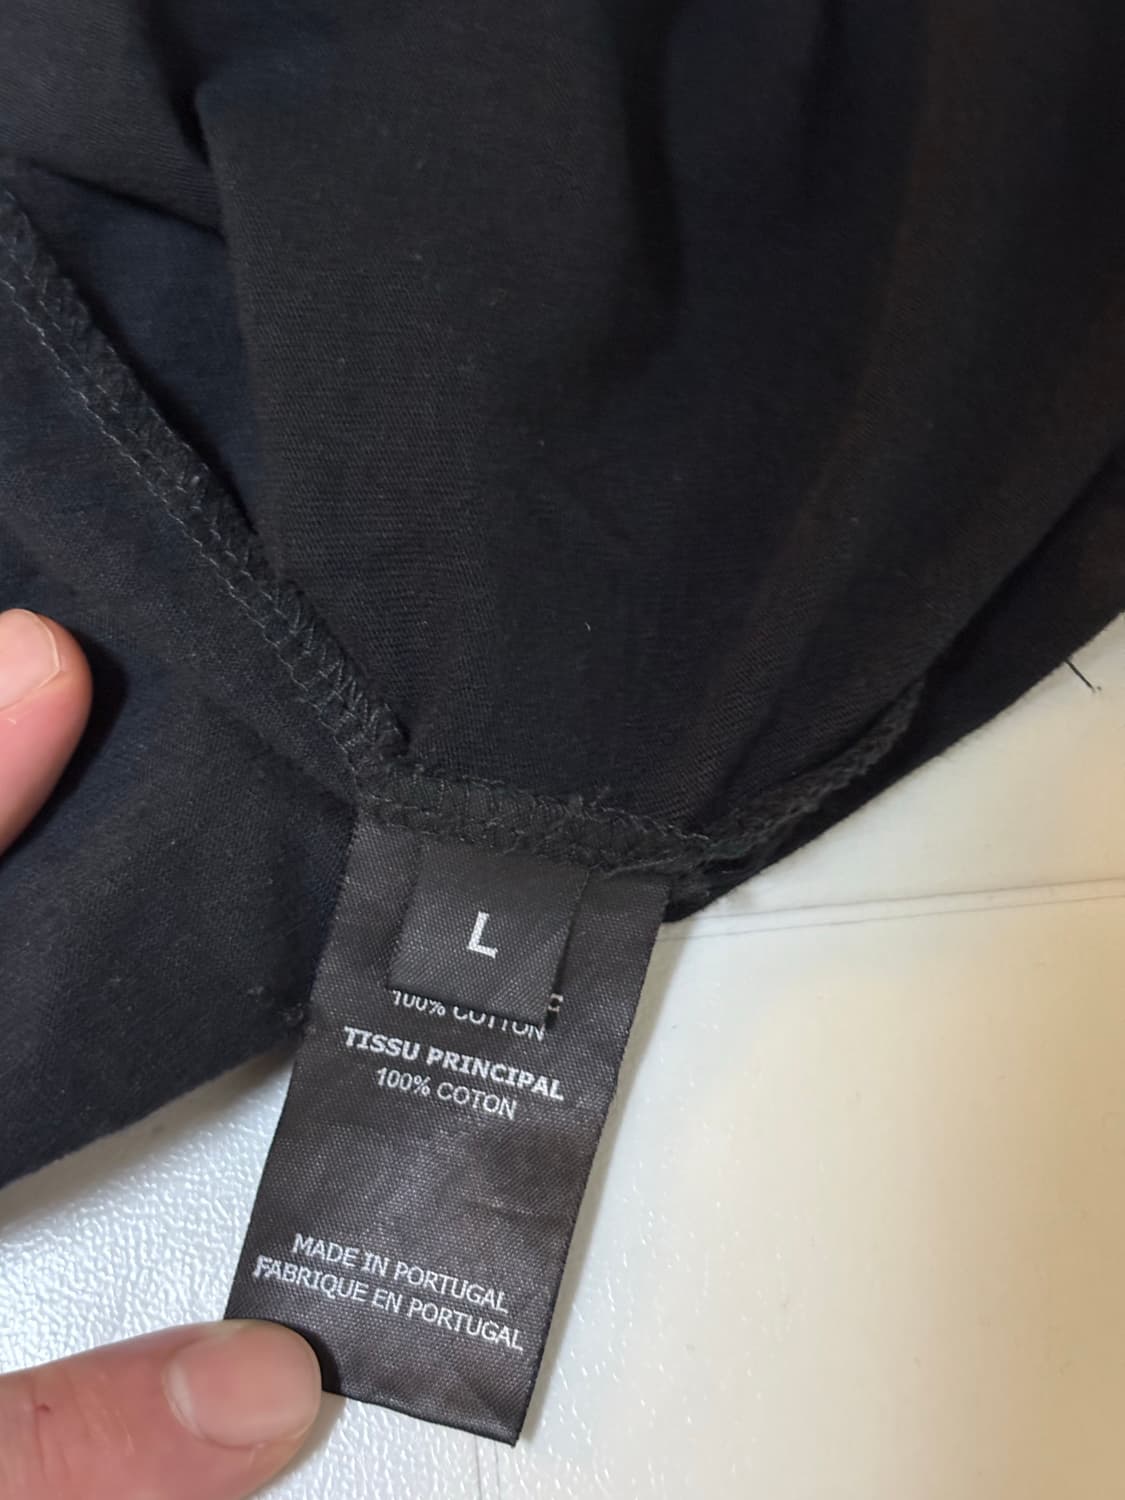 L
100% COTTON
TISSU PRINCIPAL
100% COTON
MADE IN PORTUGAL
FABRIQUE EN PORTUGAL